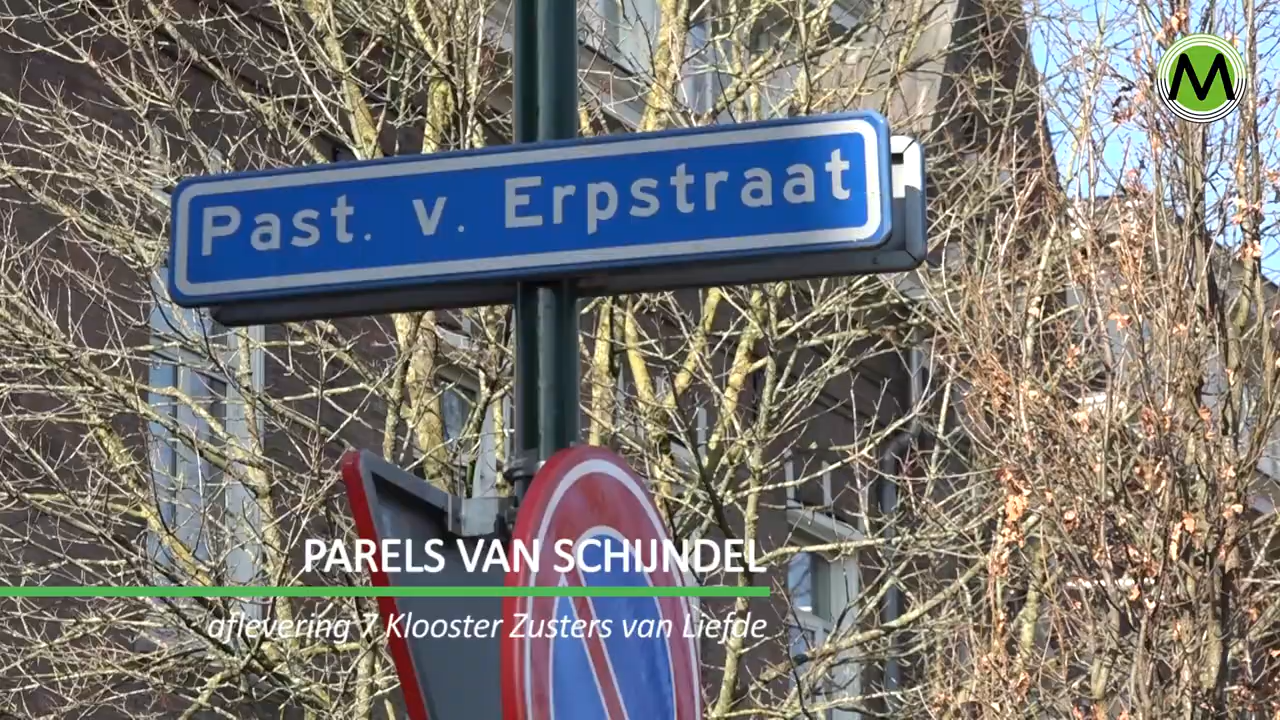 M
Past. v. Erpstraat
PARELS VAN SCHIJNDEL
aflevering 7 Klooster Zusters van Liefde